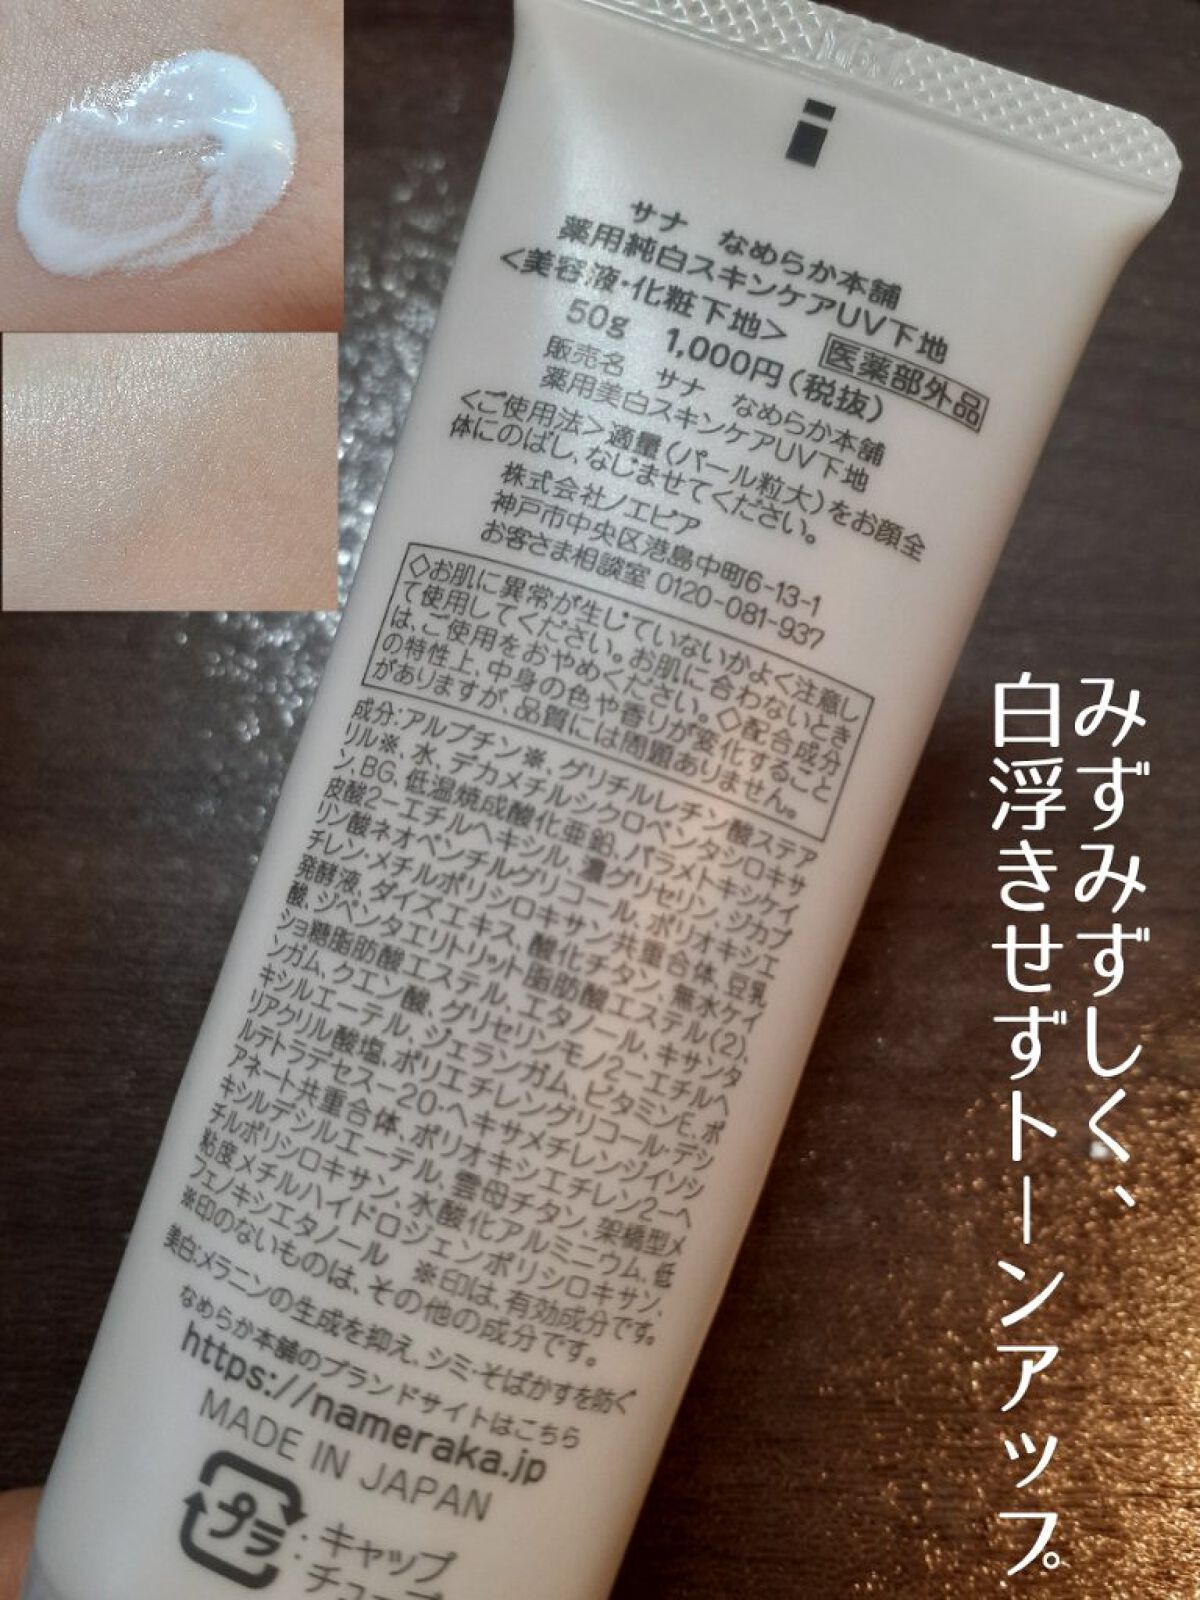 サナ なめらか本舗
薬用純白スキンケアUV下地
<美容液・化粧下地> 医薬部外品
50g 1,000円(税抜)
販売名 サナ なめらか本舗
薬用美白スキンケアUV下地
<ご使用法>適量(パール粒大)をお顔全
体にのばし、なじませてください。
株式会社ノエビア
神戸市中央区港島中町6-13-1
お客さま相談室 0120-081-937
◇お肌に異常が生じていないかよく注意し
て使用してください。お肌に合わないとき
は、ご使用をおやめください。◇配合成分
の特性上、中身の色や香りが変化すること
がありますが、品質には問題ありません。
成分:アルブチン※、グリチルレチン酸ステア
リル※、水、デカメチルシクロペンタシロキサ
ン、BG、低温焼成酸化亜鉛、パラメトキシケイ
皮酸2-エチルヘキシル、濃グリセリン、ジカプ
リン酸ネオペンチルグリコール、ポリオキシエ
チレン・メチルポリシロキサン共重合体、豆乳
発酵液、ダイズエキス、酸化チタン、無水ケイ
酸、ジペンタエリトリット脂肪酸エステル(2)、
ショ糖脂肪酸エステル、エタノール、キサンタ
ンガム、クエン酸、グリセリンモノ2-エチルヘ
キシルエーテル、ジェランガム、ビタミンE、ポ
リアクリル酸塩、ポリエチレングリコール・デシ
ルテトラデセス-20・ヘキサメチレンジイソシ
アネート共重合体、ポリオキシエチレン2-ヘ
キシルデシルエーテル、雲母チタン、架橋型メ
チルポリシロキサン、水酸化アルミニウム、低
粘度メチルハイドロジェンポリシロキサン、
フェノキシエタノール ※印は、有効成分です。
※印のないものは、その他の成分です。
美白:メラニンの生成を抑え、シミ・そばかすを防ぐ
なめらか本舗のブランドサイトはこちら
https://nameraka.jp
MADE IN JAPAN
プラ :キャップ
:チューブ
みずみずしく、
白浮きせずトーンアップ。